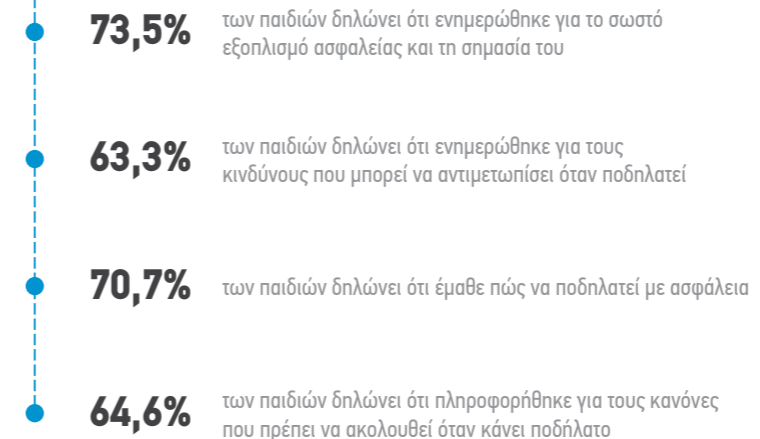 73,5%
των παιδιών δηλώνει ότι ενημερώθηκε για το σωστό
εξοπλισμό ασφαλείας και τη σημασία του
63,3%
των παιδιών δηλώνει ότι ενημερώθηκε για τους
κινδύνους που μπορεί να αντιμετωπίσει όταν ποδηλατεί
70,7%
των παιδιών δηλώνει ότι έμαθε πώς να ποδηλατεί με ασφάλεια
64,6%
των παιδιών δηλώνει ότι πληροφορήθηκε για τους κανόνες
που πρέπει να ακολουθεί όταν κάνει ποδήλατο